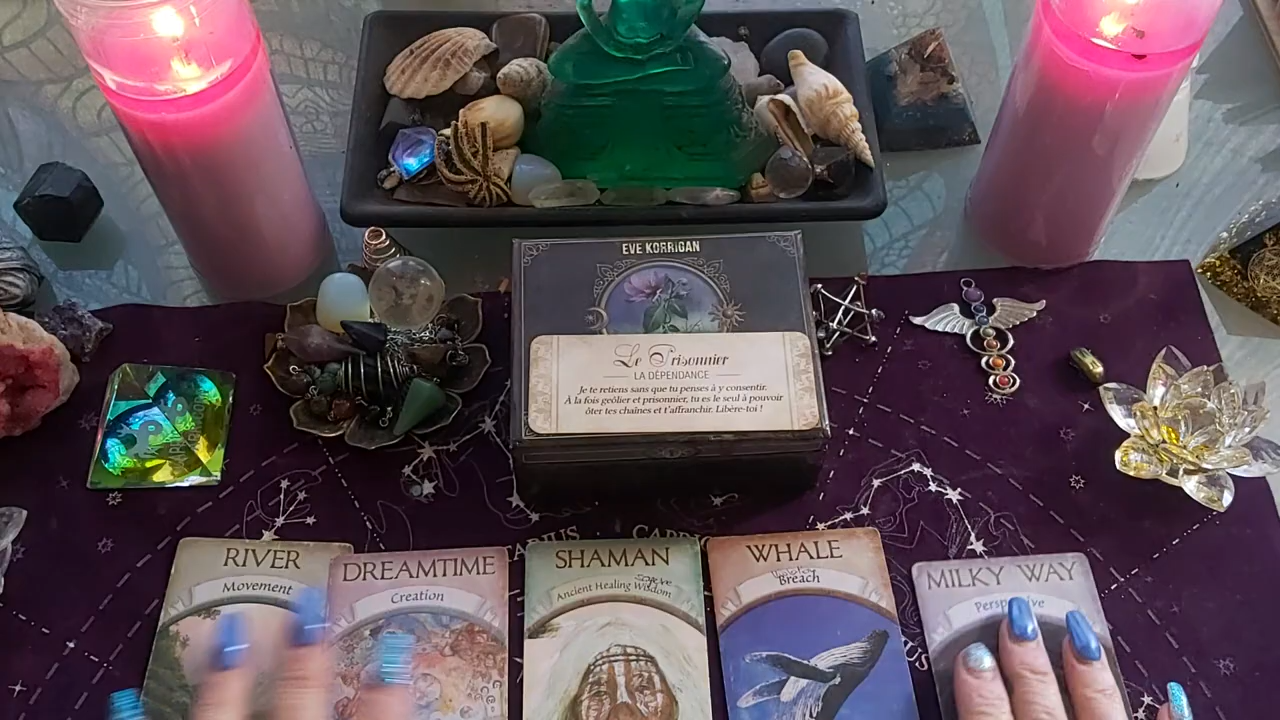 EVE KORRIGAN
Le Prisonnier
LA DÉPENDANCE
Je te retiens sans que tu penses à y consentir.
À la fois geôlier et prisonnier, tu es le seul à pouvoir
ôter tes chaînes et t'affranchir. Libère-toi !
RIVER
Movement
DREAMTIME
Creation
SHAMAN
Ancient Healing Wisdom
WHALE
Breach
MILKY WAY
Perspective